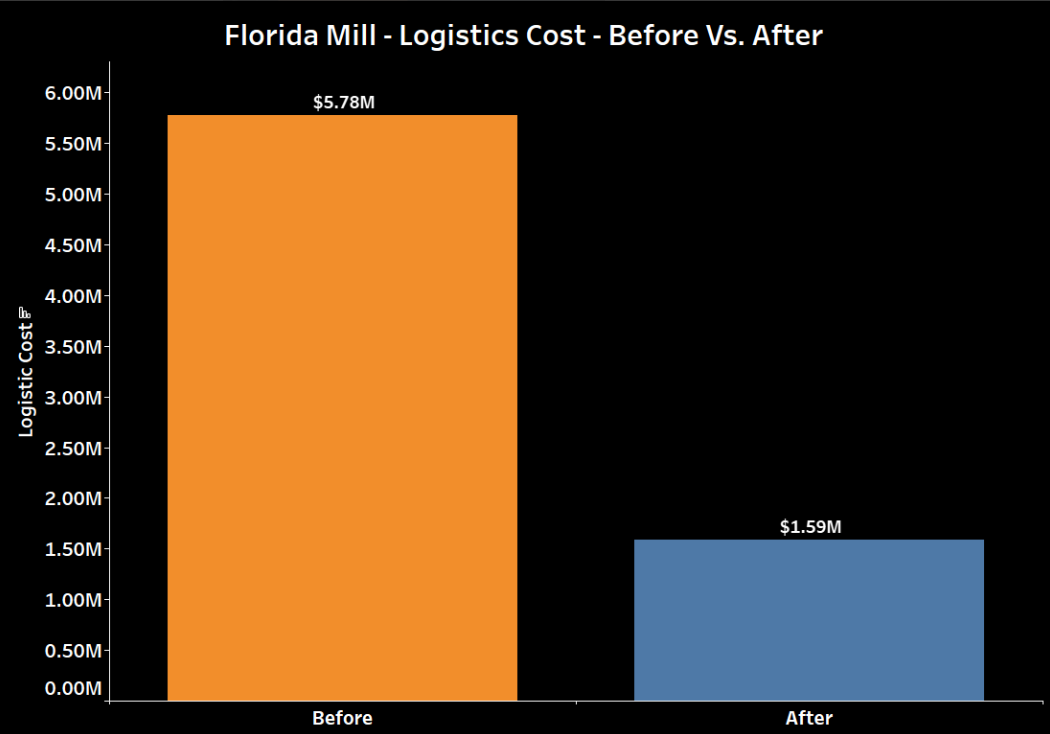 Florida Mill - Logistics Cost - Before Vs. After
6.00M
5.50M
5.00M
4.50M
4.00M
3.50M
3.00M
2.50M
2.00M
1.50M
1.00M
0.50M
0.00M
Logistic Cost
$5.78M
$1.59M
Before
After